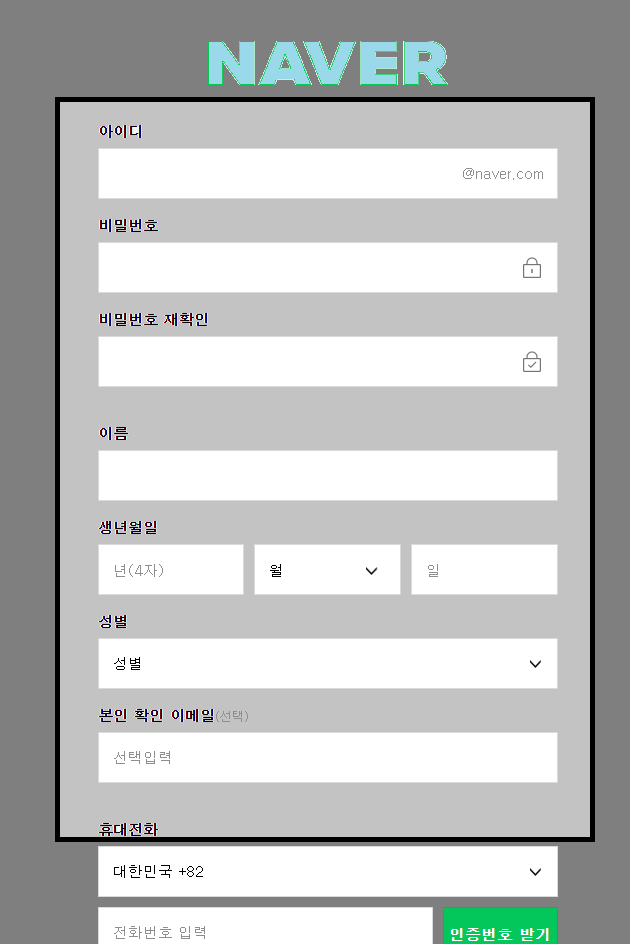 NAVER
아이디
@naver.com
비밀번호
비밀번호 재확인
이름
생년월일
년(4자) 월 일
성별
성별
본인 확인 이메일(선택)
선택입력
휴대전화
대한민국 +82
전화번호 입력 인증번호 받기